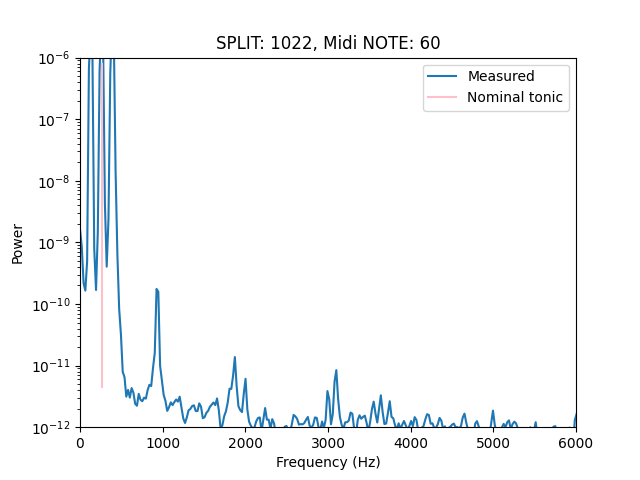 SPLIT: 1022, Midi NOTE: 60
Measured
Nominal tonic
Power
10⁻⁶
10⁻⁷
10⁻⁸
10⁻⁹
10⁻¹⁰
10⁻¹¹
10⁻¹²
0 1000 2000 3000 4000 5000 6000
Frequency (Hz)